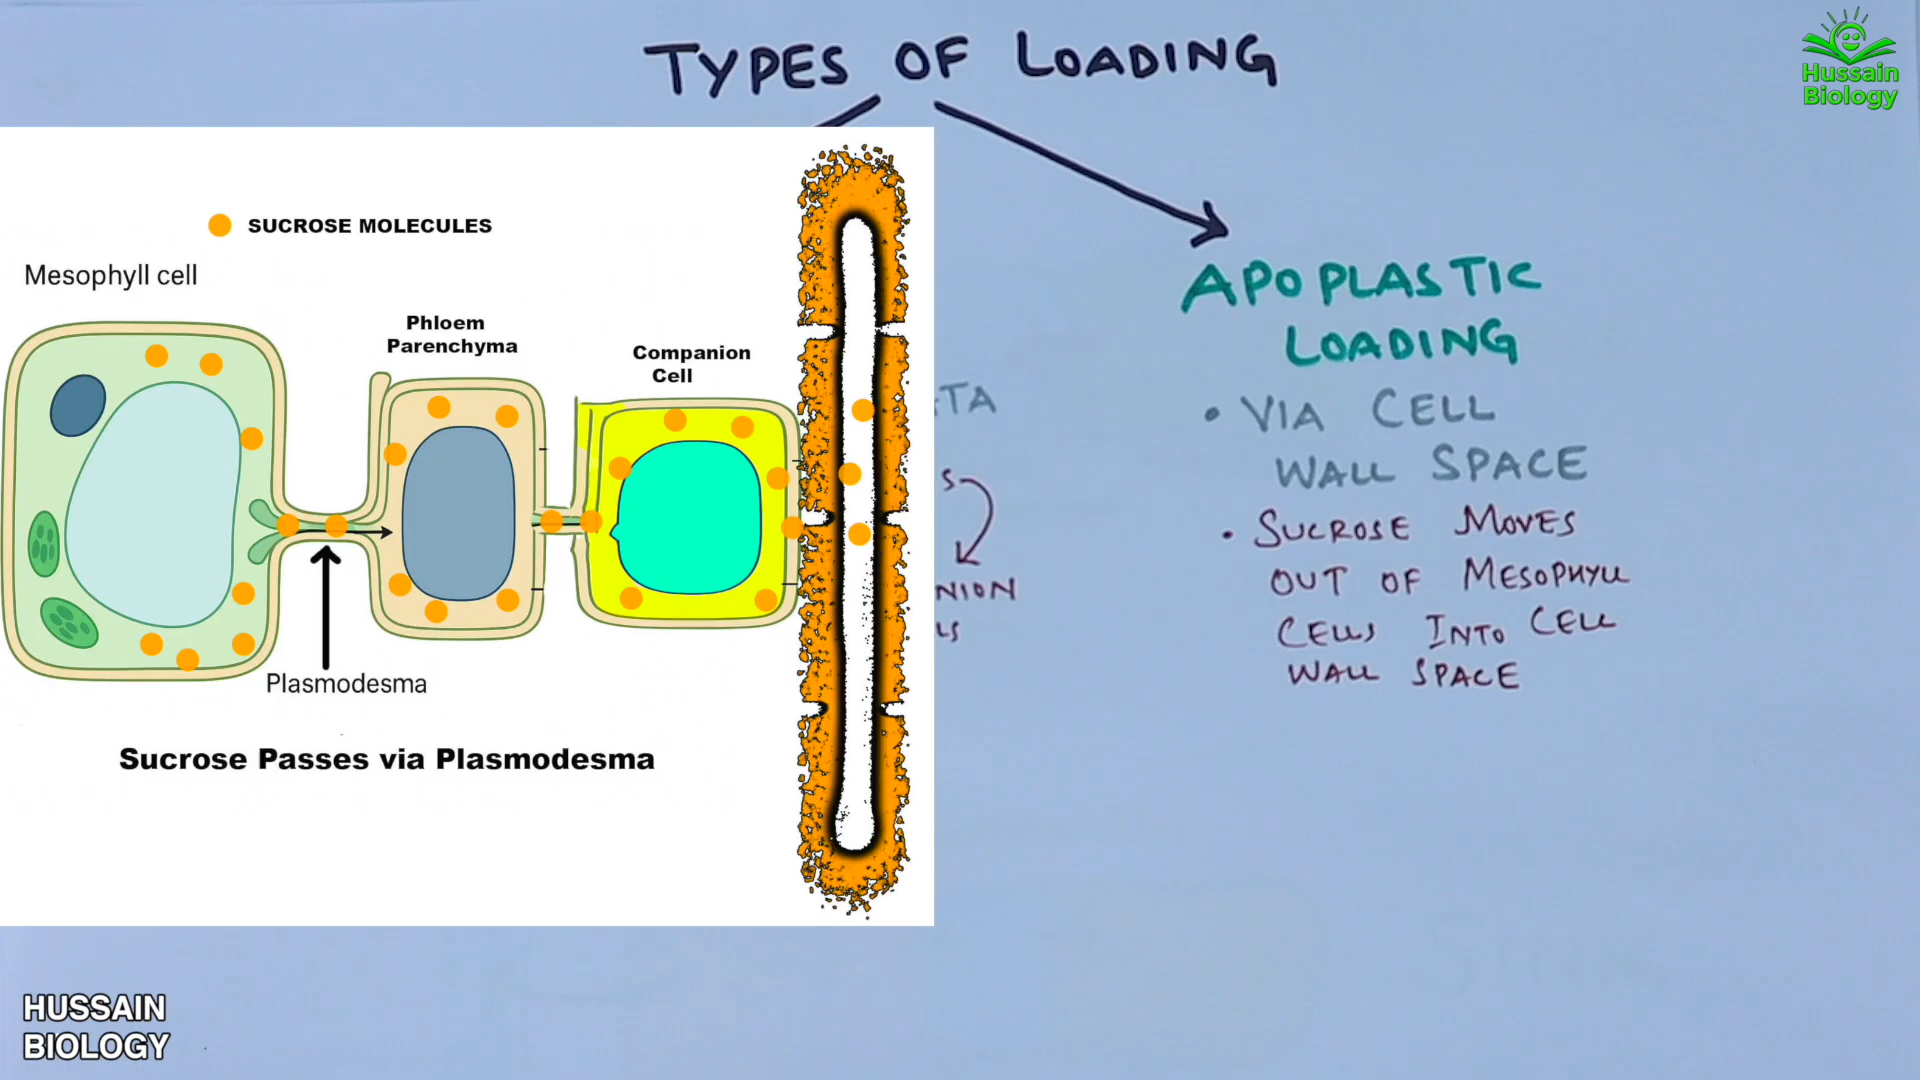 TYPES OF LOADING
Hussain
Biology
SUCROSE MOLECULES
Mesophyll cell
Phloem
Parenchyma
Companion
Cell
Plasmodesma
Sucrose Passes via Plasmodesma
APOPLASTIC
LOADING
• VIA CELL
WALL SPACE
• SUCROSE MOVES
OUT OF MESOPHYLL
CELLS INTO CELL
WALL SPACE
HUSSAIN
BIOLOGY